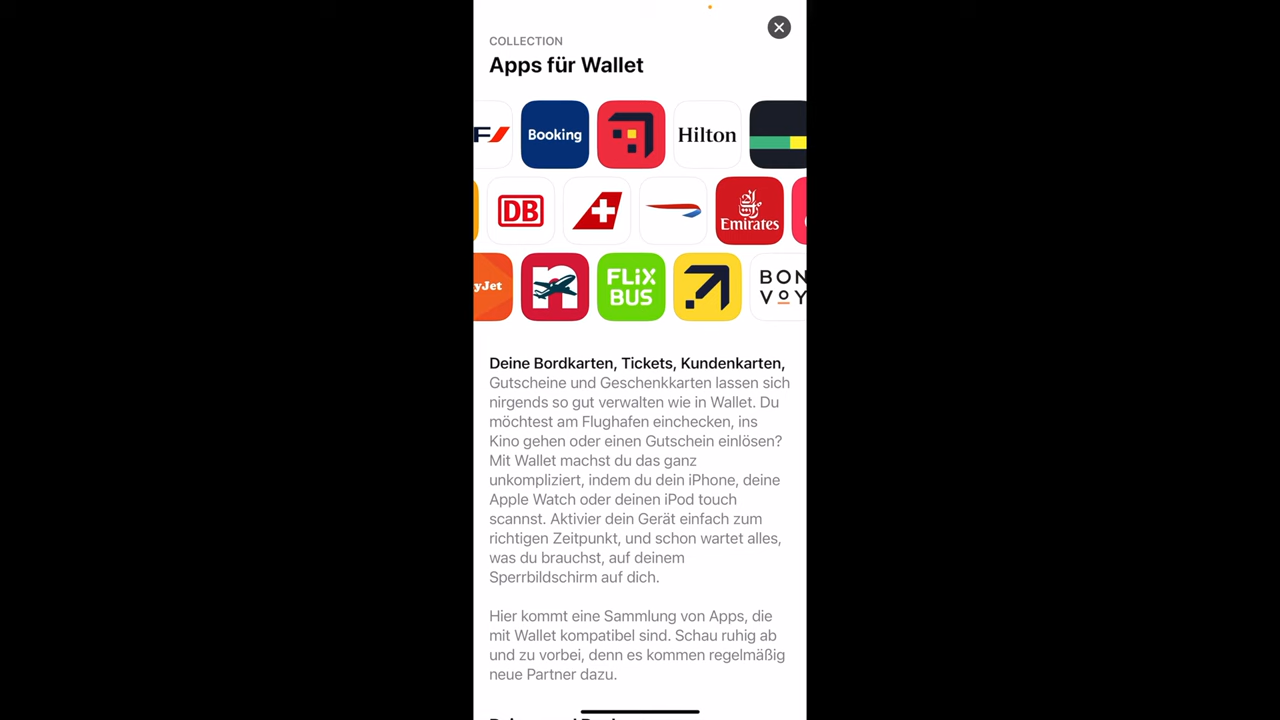 COLLECTION
Apps für Wallet
F
Booking
Hilton
DB
Emirates
yJet
n
FLiX
BUS
BON
VOY
Deine Bordkarten, Tickets, Kundenkarten,
Gutscheine und Geschenkkarten lassen sich
nirgends so gut verwalten wie in Wallet. Du
möchtest am Flughafen einchecken, ins
Kino gehen oder einen Gutschein einlösen?
Mit Wallet machst du das ganz
unkompliziert, indem du dein iPhone, deine
Apple Watch oder deinen iPod touch
scannst. Aktivier dein Gerät einfach zum
richtigen Zeitpunkt, und schon wartet alles,
was du brauchst, auf deinem
Sperrbildschirm auf dich.
Hier kommt eine Sammlung von Apps, die
mit Wallet kompatibel sind. Schau ruhig ab
und zu vorbei, denn es kommen regelmäßig
neue Partner dazu.